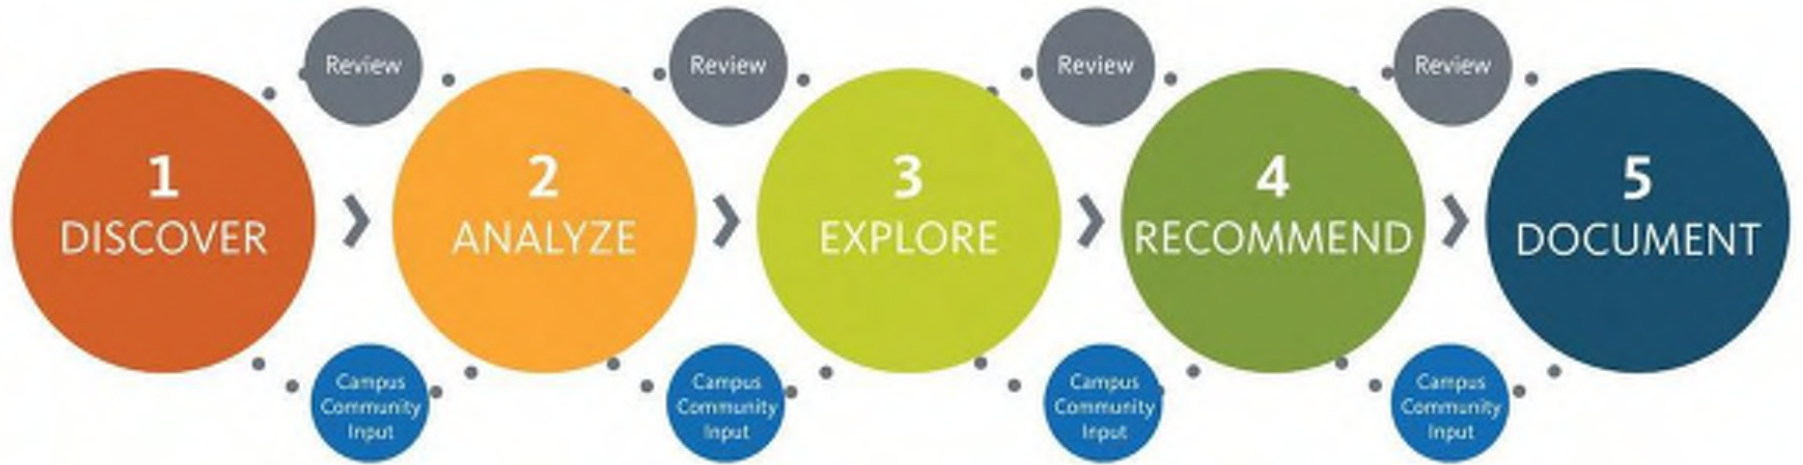 Review
Review
Review
Review
1
DISCOVER
2
ANALYZE
3
EXPLORE
4
RECOMMEND
5
DOCUMENT
Campus
Community
Input
Campus
Community
Input
Campus
Community
Input
Campus
Community
Input